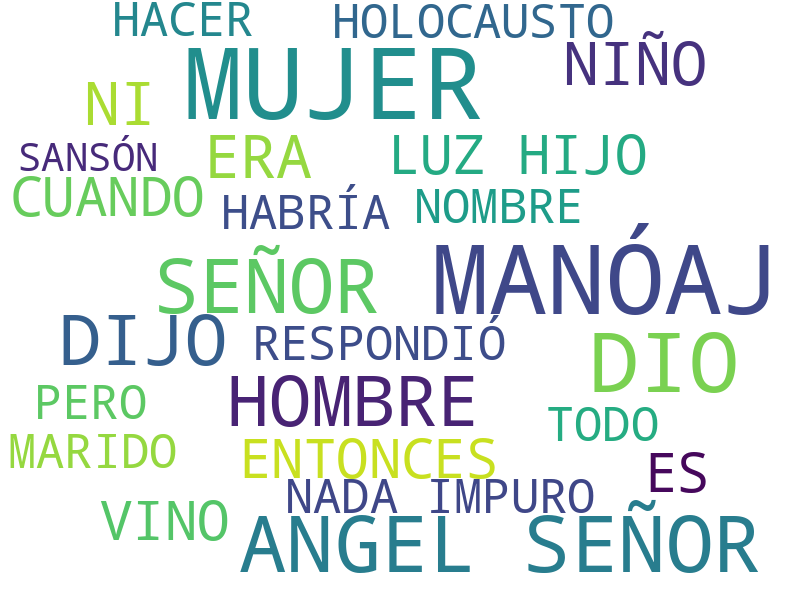 HACER HOLOCAUSTO
MUJER NIÑO
NI
SANSÓN ERA LUZ HIJO
CUANDO HABRÍA NOMBRE
SEÑOR MANÓAJ
DIJO RESPONDIÓ DIO
PERO HOMBRE TODO
MARIDO ENTONCES ES
NADA IMPURO
VINO ANGEL SEÑOR